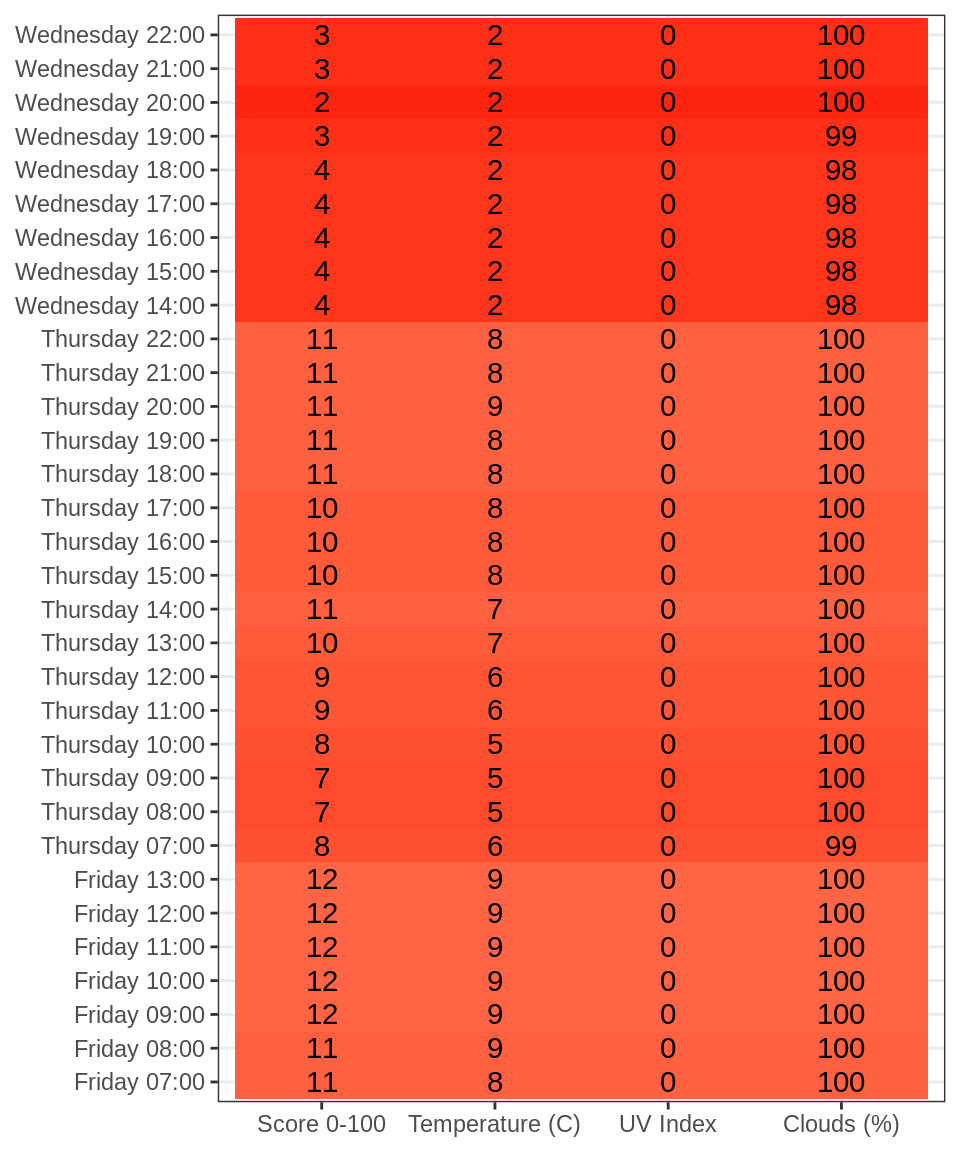 Wednesday 22:00 3 2 0 100
Wednesday 21:00 3 2 0 100
Wednesday 20:00 2 2 0 100
Wednesday 19:00 3 2 0 99
Wednesday 18:00 4 2 0 98
Wednesday 17:00 4 2 0 98
Wednesday 16:00 4 2 0 98
Wednesday 15:00 4 2 0 98
Wednesday 14:00 4 2 0 98
Thursday 22:00 11 8 0 100
Thursday 21:00 11 8 0 100
Thursday 20:00 11 9 0 100
Thursday 19:00 11 8 0 100
Thursday 18:00 11 8 0 100
Thursday 17:00 10 8 0 100
Thursday 16:00 10 8 0 100
Thursday 15:00 10 8 0 100
Thursday 14:00 11 7 0 100
Thursday 13:00 10 7 0 100
Thursday 12:00 9 6 0 100
Thursday 11:00 9 6 0 100
Thursday 10:00 8 5 0 100
Thursday 09:00 7 5 0 100
Thursday 08:00 7 5 0 100
Thursday 07:00 8 6 0 99
Friday 13:00 12 9 0 100
Friday 12:00 12 9 0 100
Friday 11:00 12 9 0 100
Friday 10:00 12 9 0 100
Friday 09:00 12 9 0 100
Friday 08:00 11 9 0 100
Friday 07:00 11 8 0 100
Score 0-100 Temperature (C) UV Index Clouds (%)